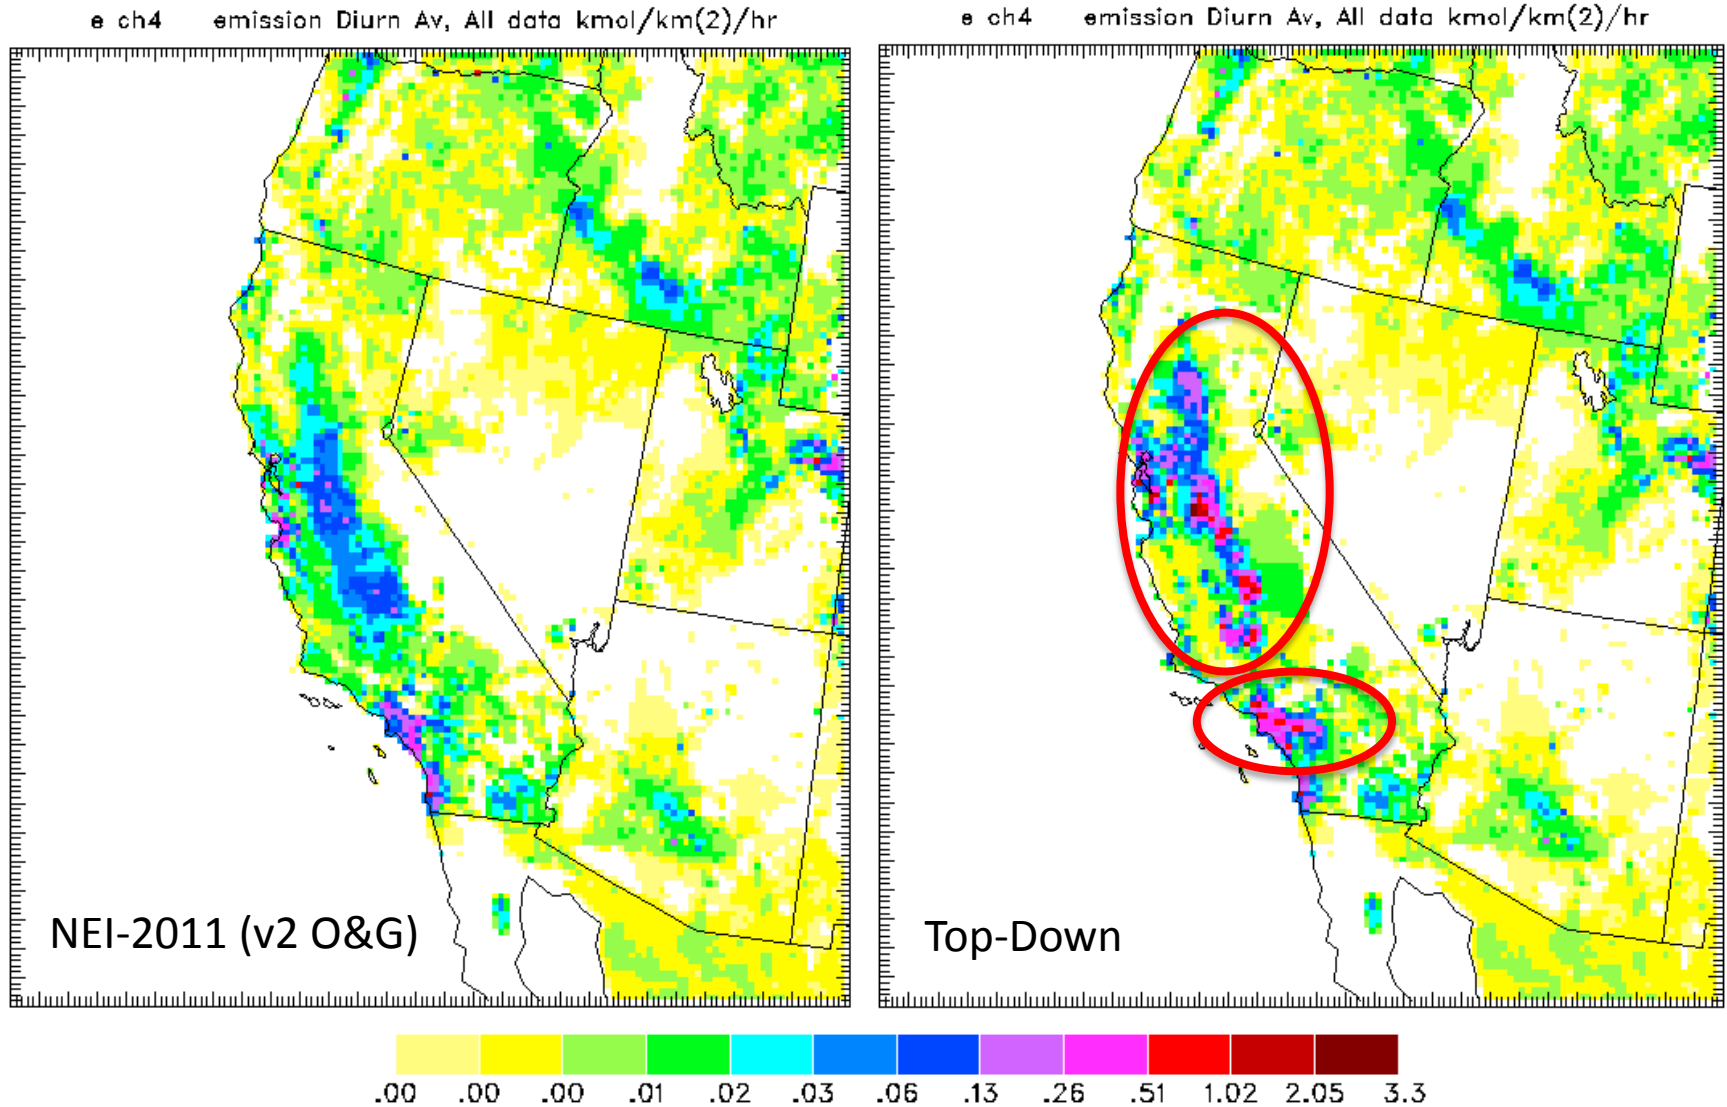 e ch4 emission Diurn Av, All data kmol/km(2)/hr
e ch4 emission Diurn Av, All data kmol/km(2)/hr
NEI-2011 (v2 O&G)
Top-Down
.00 .00 .00 .01 .02 .03 .06 .13 .26 .51 1.02 2.05 3.3